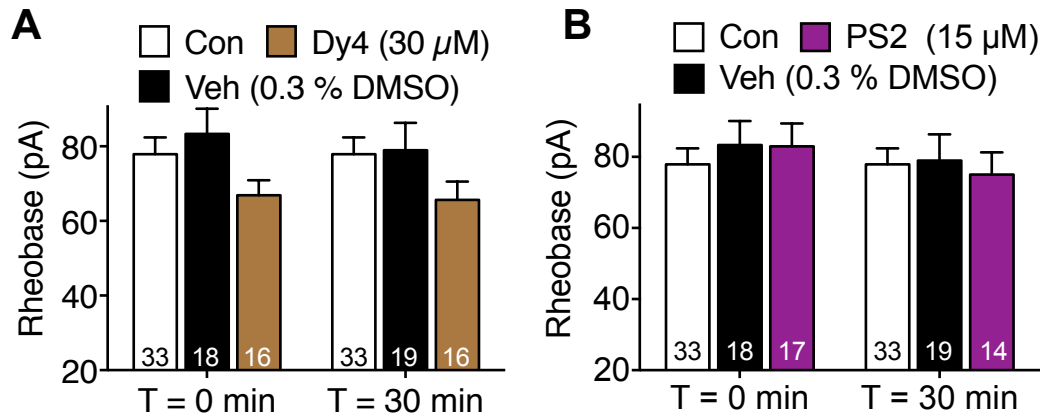 A
Con Dy4 (30 µM)
Veh (0.3 % DMSO)
Rheobase (pA)
80
60
40
20
33 18 16 33 19 16
T = 0 min T = 30 min
B
Con PS2 (15 µM)
Veh (0.3 % DMSO)
Rheobase (pA)
80
60
40
20
33 18 17 33 19 14
T = 0 min T = 30 min